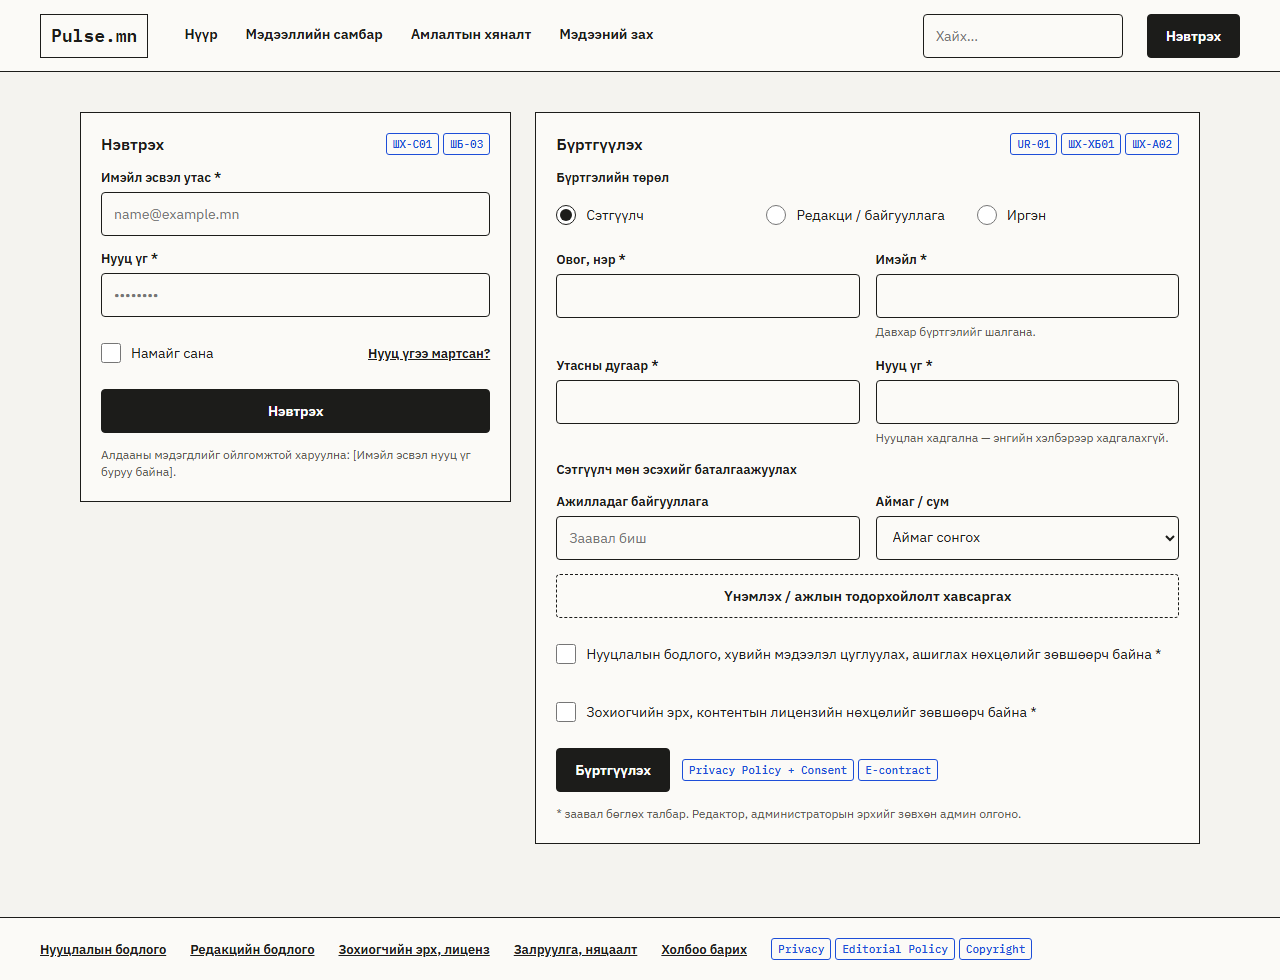 Pulse.mn
Нүүр
Мэдээллийн самбар
Амлалтын хяналт
Мэдээний зах
Хайх...
Нэвтрэх
Нэвтрэх
ШХ-С01
ШБ-03
Имэйл эсвэл утас *
name@example.mn
Нууц үг *
••••••••
Намайг сана
Нууц үгээ мартсан?
Нэвтрэх
Алдааны мэдэгдлийг ойлгомжтой харуулна: [Имэйл эсвэл нууц үг
буруу байна].
Бүртгүүлэх
UR-01
ШХ-ХБ01
ШХ-А02
Бүртгэлийн төрөл
Сэтгүүлч
Редакци / байгууллага
Иргэн
Овог, нэр *
Имэйл *
Давхар бүртгэлийг шалгана.
Утасны дугаар *
Нууц үг *
Нууцлан хадгална — энгийн хэлбэрээр хадгалахгүй.
Сэтгүүлч мөн эсэхийг баталгаажуулах
Ажилладаг байгууллага
Аймаг / сум
Заавал биш
Аймаг сонгох
Үнэмлэх / ажлын тодорхойлолт хавсаргах
Нууцлалын бодлого, хувийн мэдээлэл цуглуулах, ашиглах нөхцөлийг зөвшөөрч байна *
Зохиогчийн эрх, контентын лицензийн нөхцөлийг зөвшөөрч байна *
Бүртгүүлэх
Privacy Policy + Consent
E-contract
* заавал бөглөх талбар. Редактор, администраторын эрхийг зөвхөн админ олгоно.
Нууцлалын бодлого
Редакцийн бодлого
Зохиогчийн эрх, лиценз
Залруулга, няцаалт
Холбоо барих
Privacy
Editorial Policy
Copyright